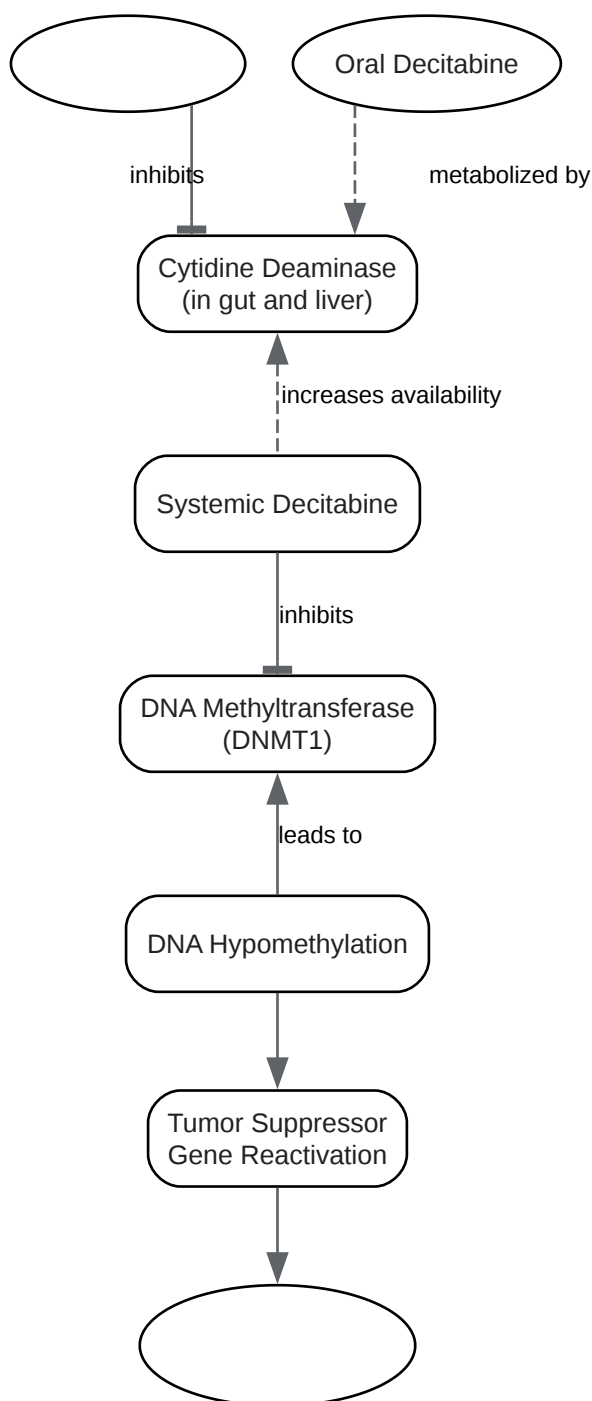 Oral Decitabine
inhibits
metabolized by
Cytidine Deaminase
(in gut and liver)
increases availability
Systemic Decitabine
inhibits
DNA Methyltransferase
(DNMT1)
leads to
DNA Hypomethylation
Tumor Suppressor
Gene Reactivation